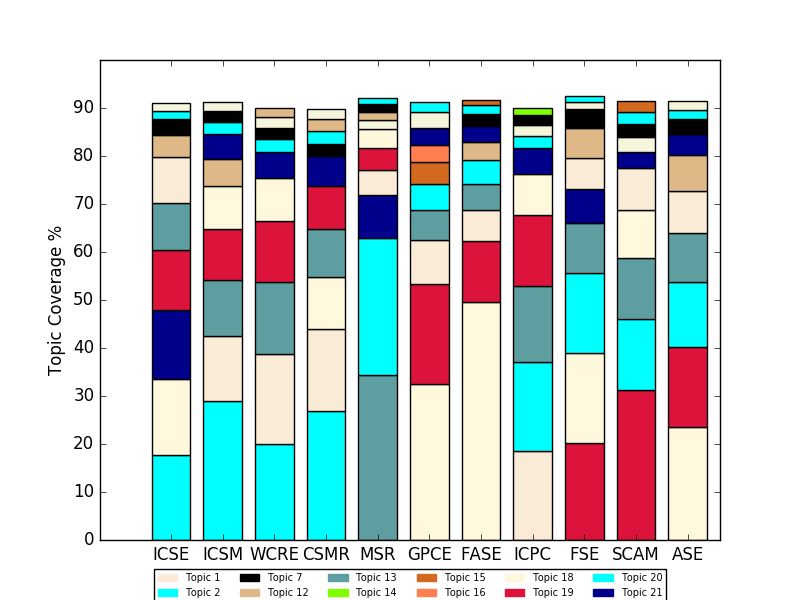 90
80
70
60
50
40
30
20
10
0
Topic Coverage %
ICSE ICSM WCRE CSMR MSR GPCE FASE ICPC FSE SCAM ASE
Topic 1 Topic 7 Topic 13 Topic 15 Topic 18 Topic 20
Topic 2 Topic 12 Topic 14 Topic 16 Topic 19 Topic 21